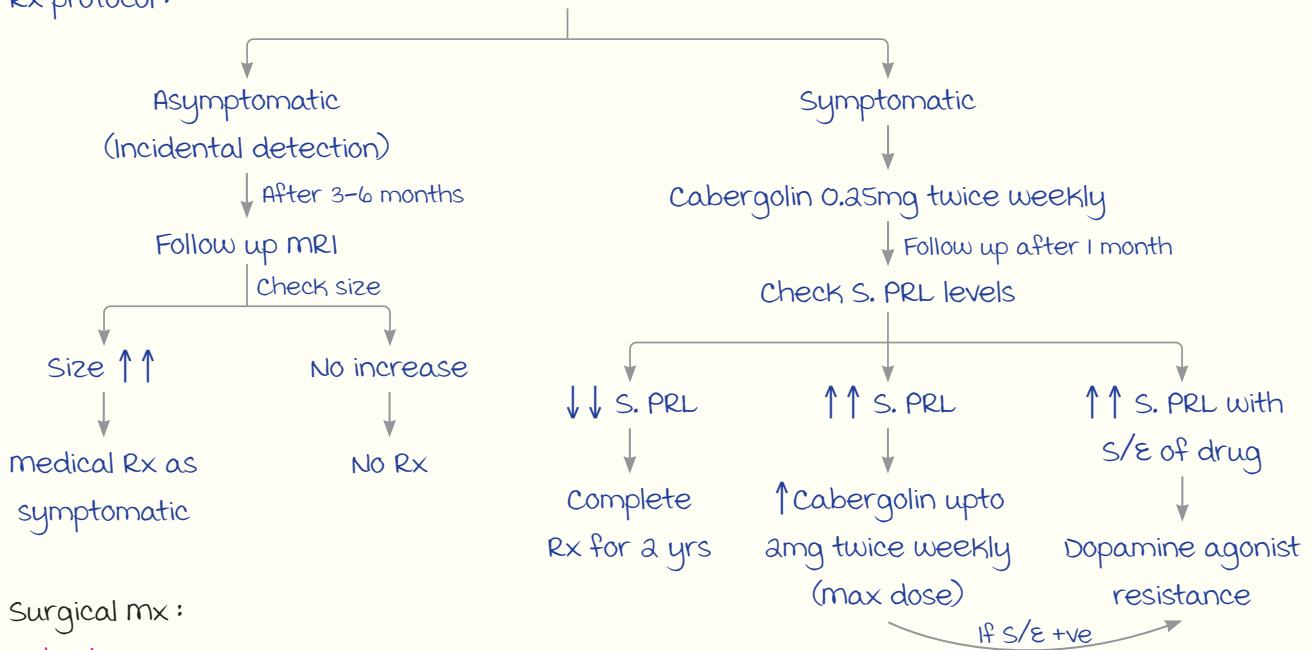 Rx protocol:
Asymptomatic
(Incidental detection)
After 3-6 months
Follow up MRI
Check size
Size ↑↑
medical Rx as
symptomatic
No increase
No Rx
Symptomatic
Cabergolin 0.25mg twice weekly
Follow up after 1 month
Check S. PRL levels
↓↓ S. PRL
Complete
Rx for 2 yrs
↑↑ S. PRL
↑Cabergolin upto
2mg twice weekly
(max dose)
If S/E +ve
↑↑ S. PRL with
S/E of drug
Dopamine agonist
resistance
Surgical mx: